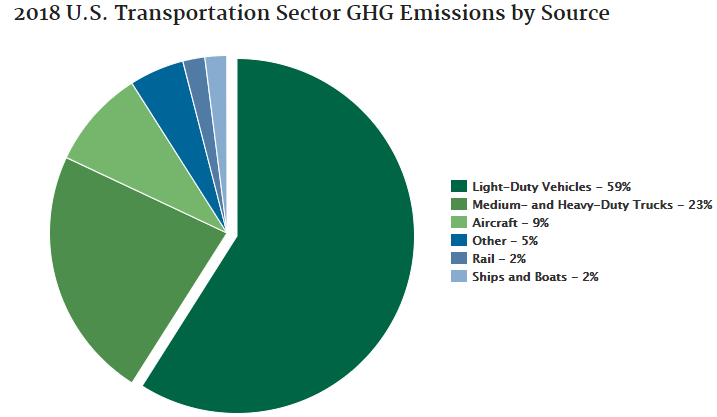 2018 U.S. Transportation Sector GHG Emissions by Source
Light-Duty Vehicles – 59%
Medium- and Heavy-Duty Trucks – 23%
Aircraft – 9%
Other – 5%
Rail – 2%
Ships and Boats – 2%